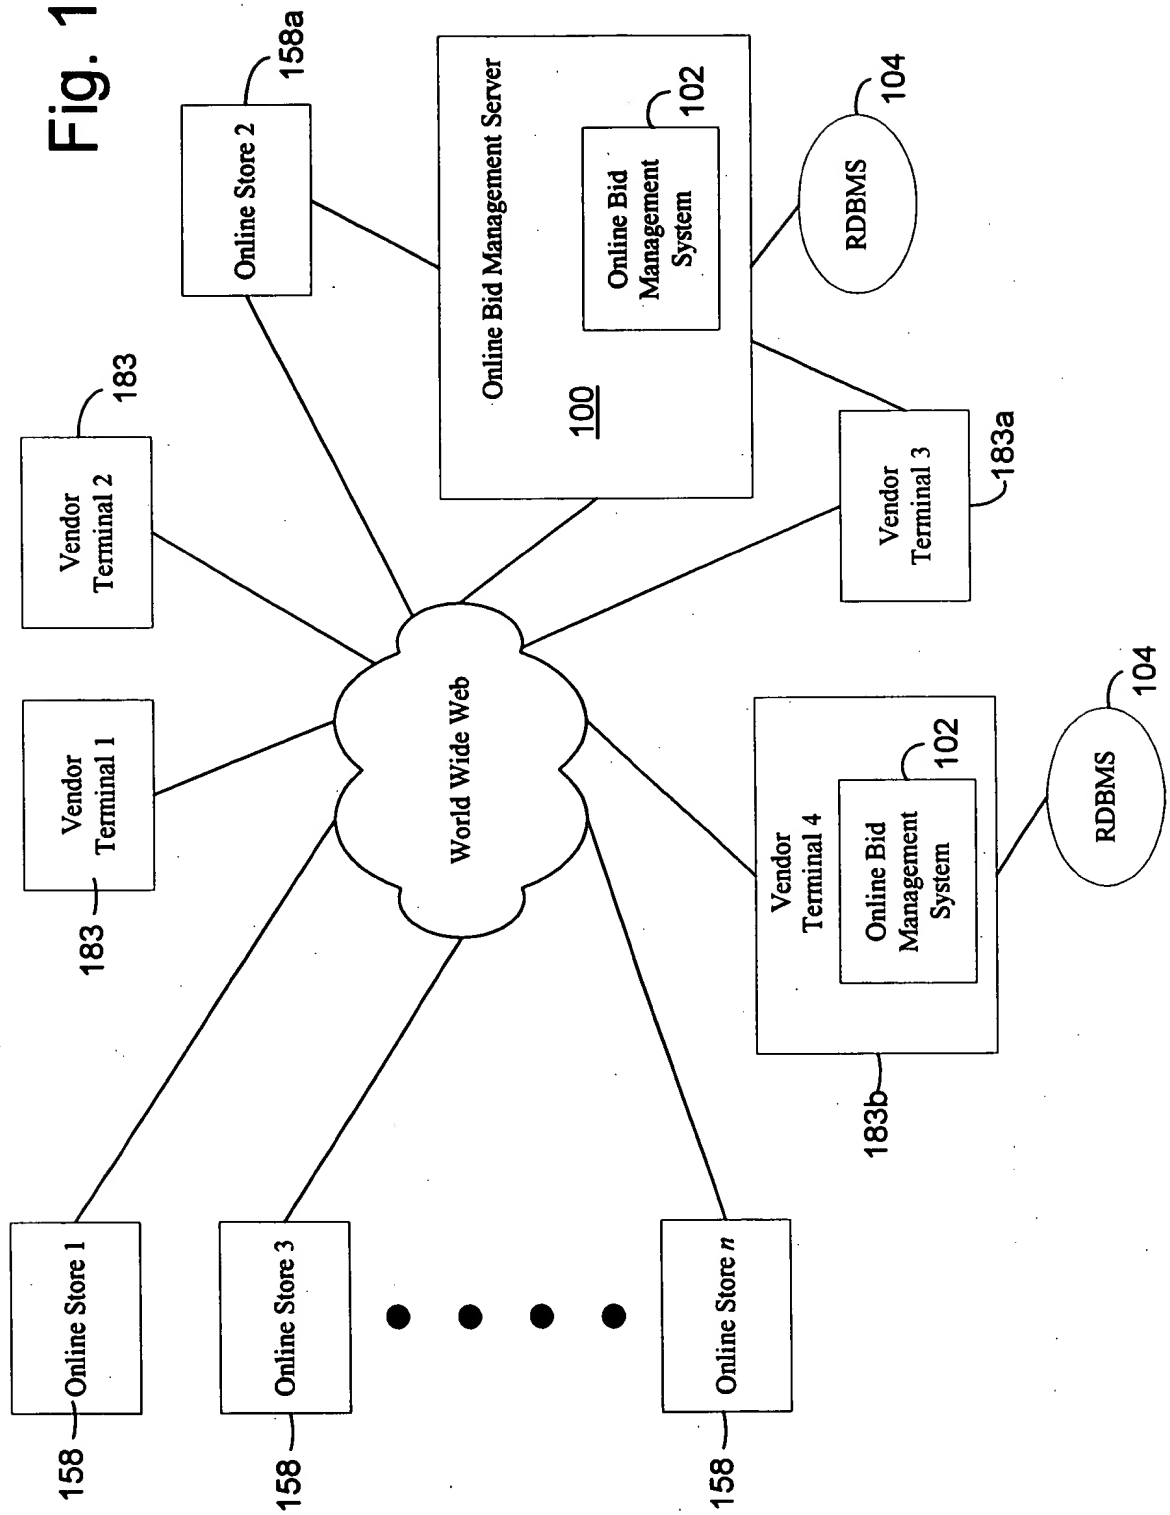 Fig. 1
158
Online Store 1
158
Online Store 3
158
Online Store n
183
Vendor
Terminal 1
183
Vendor
Terminal 2
158a
Online Store 2
World Wide Web
Online Bid Management Server
100
102
Online Bid
Management
System
104
RDBMS
183a
Vendor
Terminal 3
183b
Vendor
Terminal 4
102
Online Bid
Management
System
104
RDBMS